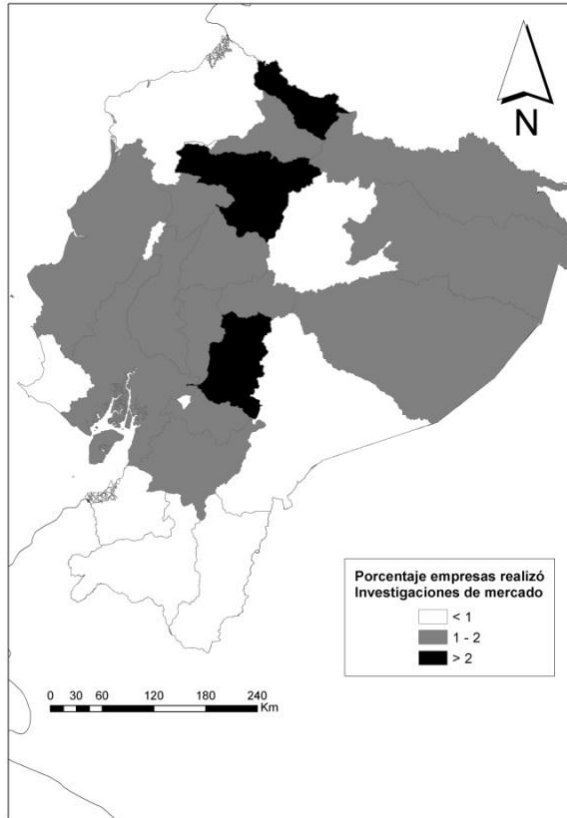 N
Porcentaje empresas realizó
Investigaciones de mercado
< 1
1 - 2
> 2
0 30 60 120 180 240
Km